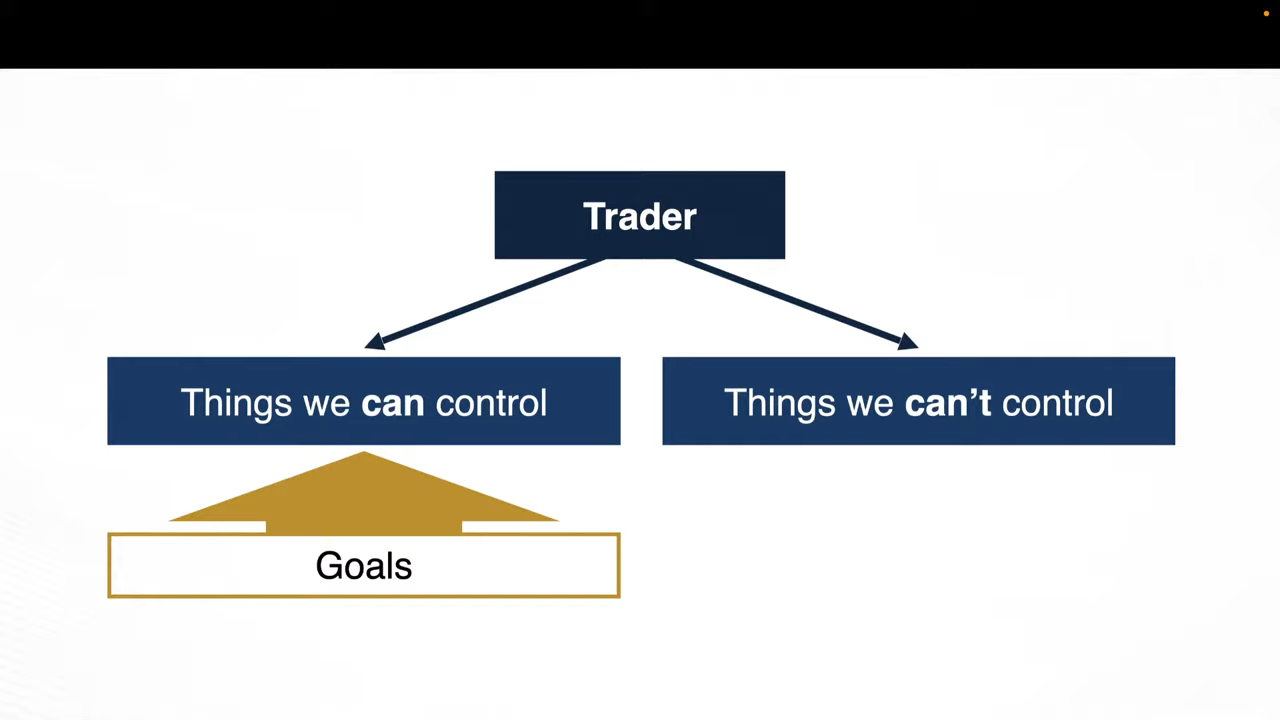 Trader
Things we can control
Things we can’t control
Goals